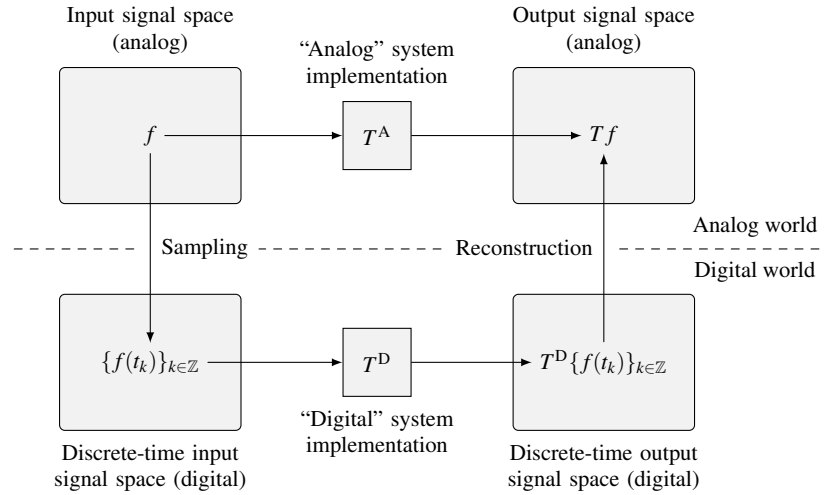 Input signal space
(analog)
“Analog” system
implementation
Output signal space
(analog)
f
T^A
Tf
Sampling
Reconstruction
Analog world
Digital world
{f(t_k)}_{k∈ℤ}
T^D
T^D{f(t_k)}_{k∈ℤ}
“Digital” system
implementation
Discrete-time input
signal space (digital)
Discrete-time output
signal space (digital)